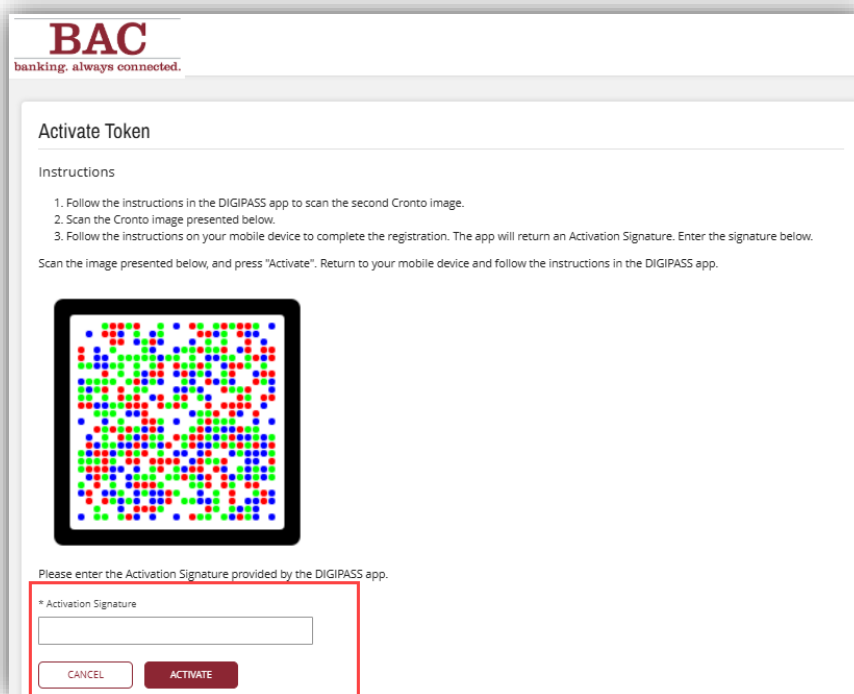 BAC
banking. always connected.
Activate Token
Instructions
1. Follow the instructions in the DIGIPASS app to scan the second Cronto image.
2. Scan the Cronto image presented below.
3. Follow the instructions on your mobile device to complete the registration. The app will return an Activation Signature. Enter the signature below.
Scan the image presented below, and press "Activate". Return to your mobile device and follow the instructions in the DIGIPASS app.
Please enter the Activation Signature provided by the DIGIPASS app.
* Activation Signature
CANCEL ACTIVATE